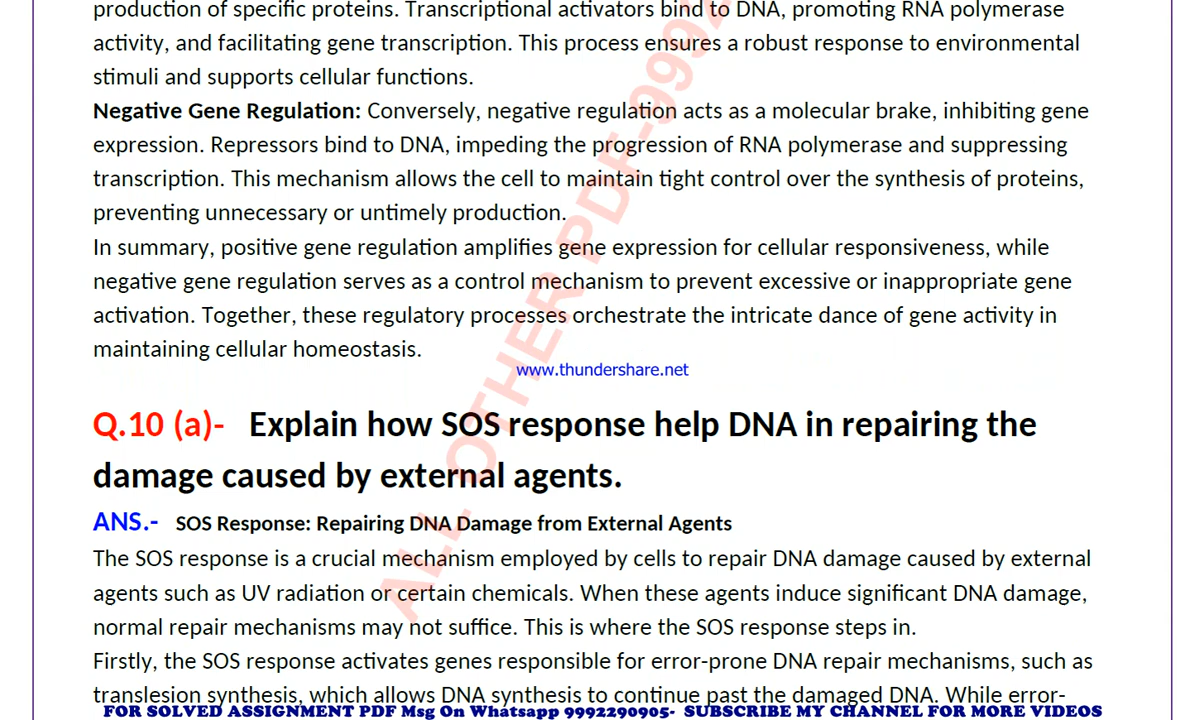 production of specific proteins. Transcriptional activators bind to DNA, promoting RNA polymerase
activity, and facilitating gene transcription. This process ensures a robust response to environmental
stimuli and supports cellular functions.
Negative Gene Regulation: Conversely, negative regulation acts as a molecular brake, inhibiting gene
expression. Repressors bind to DNA, impeding the progression of RNA polymerase and suppressing
transcription. This mechanism allows the cell to maintain tight control over the synthesis of proteins,
preventing unnecessary or untimely production.
In summary, positive gene regulation amplifies gene expression for cellular responsiveness, while
negative gene regulation serves as a control mechanism to prevent excessive or inappropriate gene
activation. Together, these regulatory processes orchestrate the intricate dance of gene activity in
maintaining cellular homeostasis.
www.thundershare.net
Q.10 (a)- Explain how SOS response help DNA in repairing the
damage caused by external agents.
ANS.- SOS Response: Repairing DNA Damage from External Agents
The SOS response is a crucial mechanism employed by cells to repair DNA damage caused by external
agents such as UV radiation or certain chemicals. When these agents induce significant DNA damage,
normal repair mechanisms may not suffice. This is where the SOS response steps in.
Firstly, the SOS response activates genes responsible for error-prone DNA repair mechanisms, such as
translesion synthesis, which allows DNA synthesis to continue past the damaged DNA. While error-
FOR SOLVED ASSIGNMENT PDF Msg On Whatsapp 9992290905- SUBSCRIBE MY CHANNEL FOR MORE VIDEOS
ALL OTHER PDF-9992